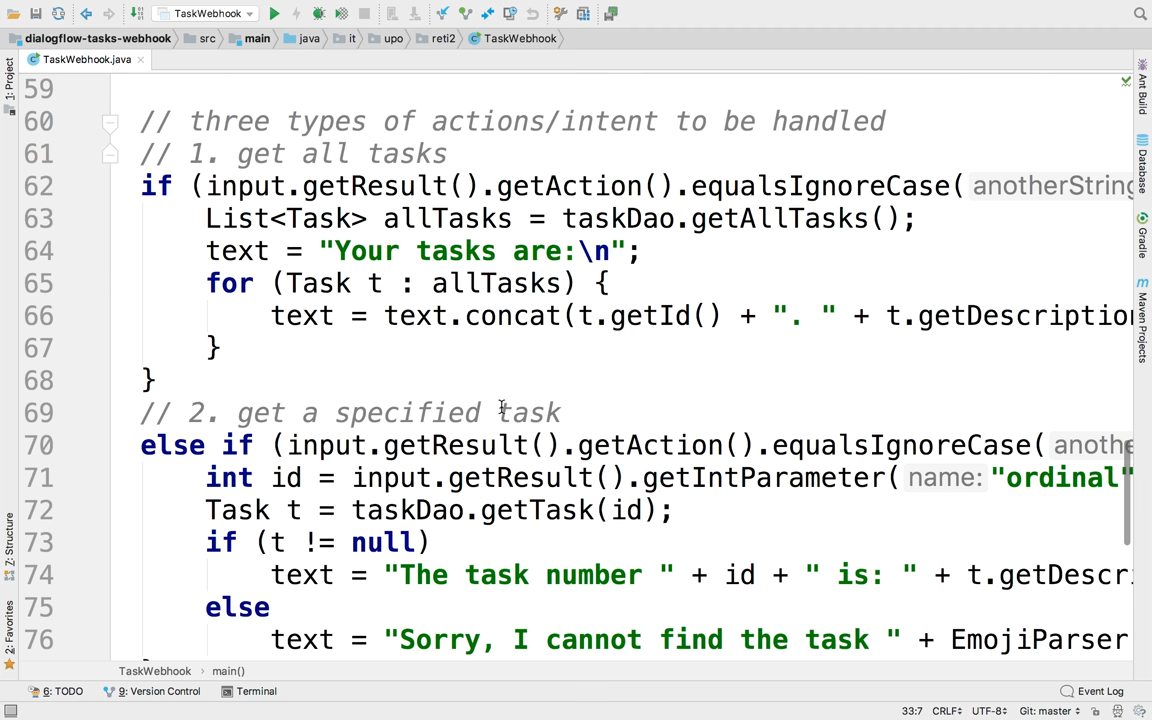 TaskWebhook
dialogflow-tasks-webhook src main java it upo reti2 TaskWebhook
TaskWebhook.java
1: Project
Z: Structure
2: Favorites
59
60 // three types of actions/intent to be handled
61 // 1. get all tasks
62 if (input.getResult().getAction().equalsIgnoreCase( anotherString
63 List<Task> allTasks = taskDao.getAllTasks();
64 text = "Your tasks are:\n";
65 for (Task t : allTasks) {
66 text = text.concat(t.getId() + ". " + t.getDescription
67 }
68 }
69 // 2. get a specified task
70 else if (input.getResult().getAction().equalsIgnoreCase( anothe
71 int id = input.getResult().getIntParameter( name: "ordinal"
72 Task t = taskDao.getTask(id);
73 if (t != null)
74 text = "The task number " + id + " is: " + t.getDescr
75 else
76 text = "Sorry, I cannot find the task " + EmojiParser
Ant Build
Database
Gradle
Maven Projects
TaskWebhook main()
6: TODO 9: Version Control Terminal Event Log
33:7 CRLF UTF-8 Git: master